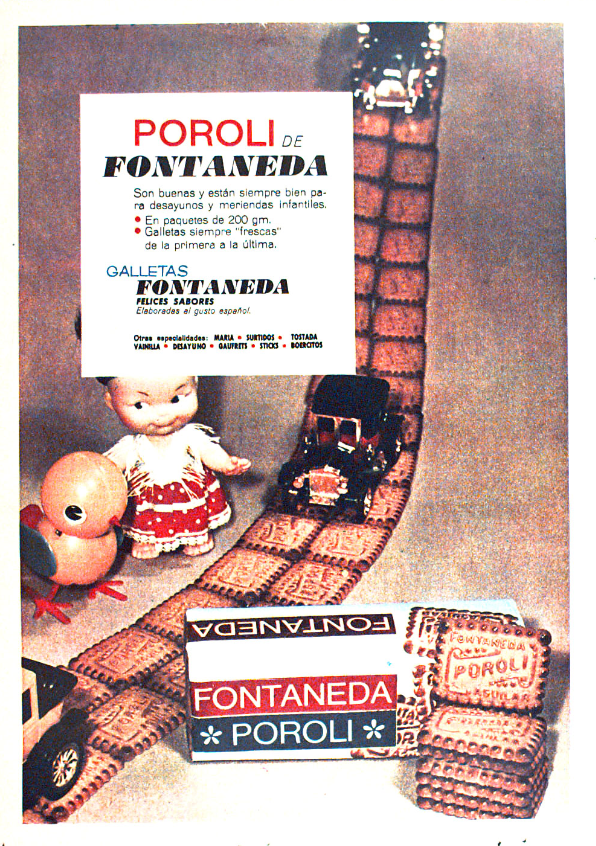 POROLI DE
FONTANEDA
Son buenas y están siempre bien pa-
ra desayunos y meriendas infantiles.
● En paquetes de 200 gm.
● Galletas siempre "frescas"
de la primera a la última.
GALLETAS
FONTANEDA
FELICES SABORES
Elaboradas al gusto español.
Otras especialidades: MARIA ● SURTIDOS ● TOSTADA
VAINILLA ● DESAYUNO ● GAUFRETS ● STICKS ● BOERCITOS
FONTANEDA
FONTANEDA
FONTANEDA
* POROLI *
FONTANEDA
POROLI
AGUILAR